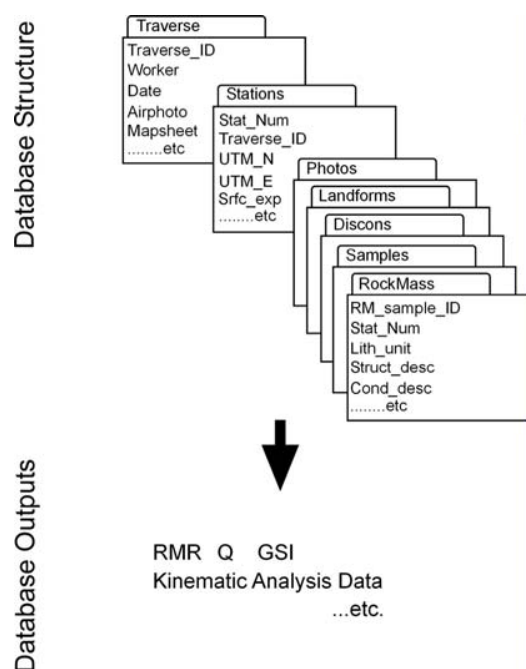 Database Structure
Traverse
Traverse_ID
Worker
Date
Airphoto
Mapsheet
........etc
Stations
Stat_Num
Traverse_ID
UTM_N
UTM_E
Srfc_exp
........etc
Photos
Landforms
Discons
Samples
RockMass
RM_sample_ID
Stat_Num
Lith_unit
Struct_desc
Cond_desc
........etc
Database Outputs
RMR Q GSI
Kinematic Analysis Data
...etc.